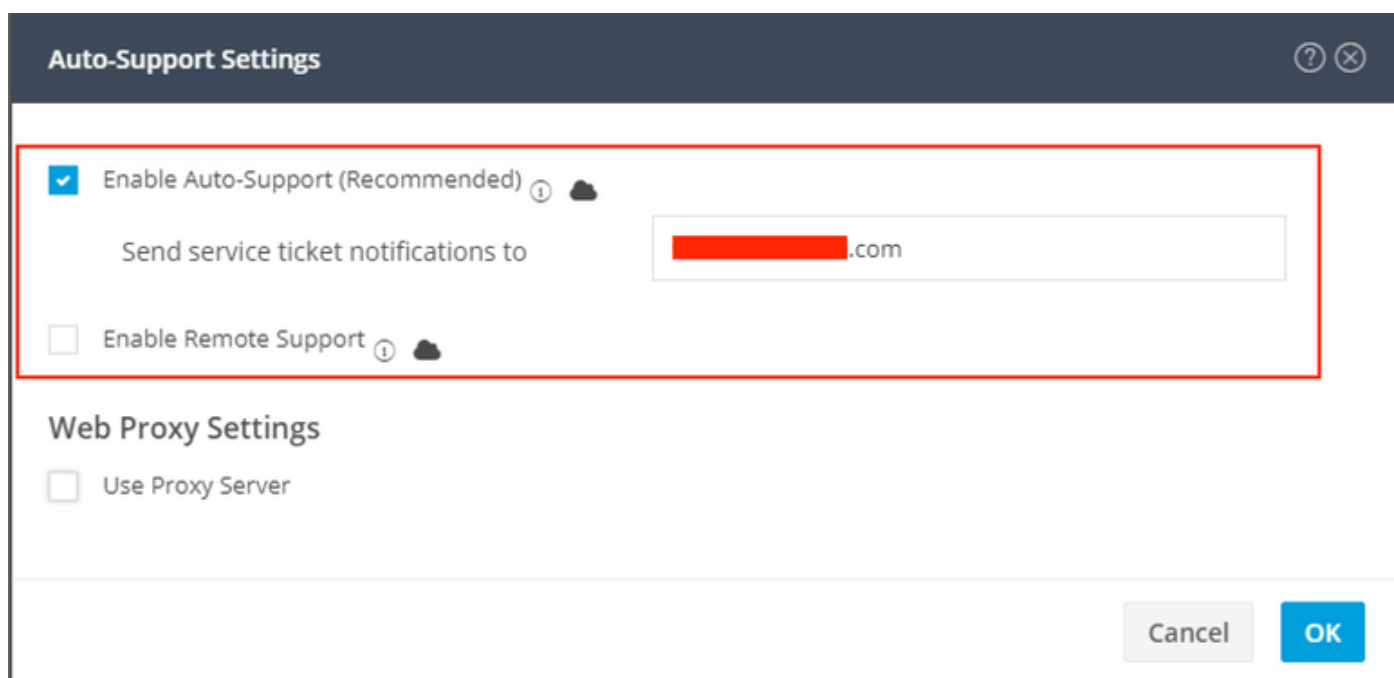 Auto-Support Settings
Enable Auto-Support (Recommended)
Send service ticket notifications to
.com
Enable Remote Support
Web Proxy Settings
Use Proxy Server
Cancel
OK